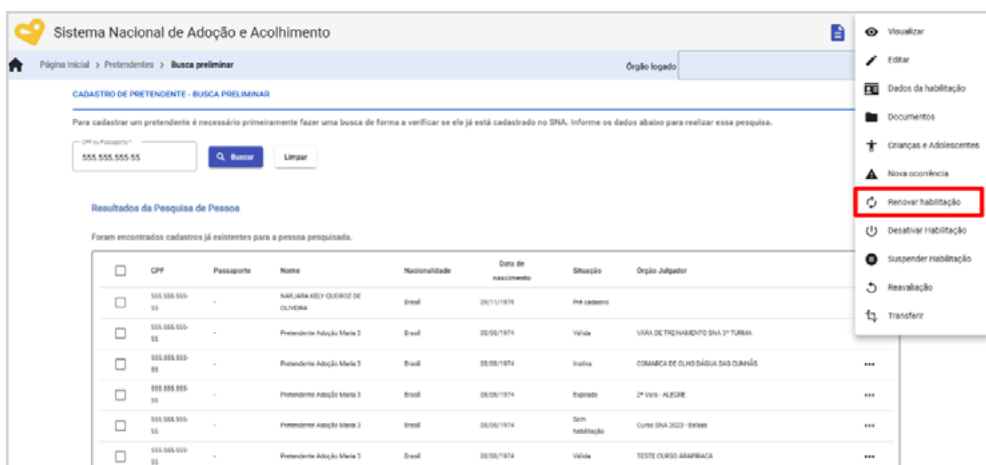 Sistema Nacional de Adoção e Acolhimento
Página inicial > Pretendentes > Busca preliminar
Órgão logado
CADASTRO DE PRETENDENTE - BUSCA PRELIMINAR
Para cadastrar um pretendente é necessário primeiramente fazer uma busca de forma a verificar se ele já está cadastrado no SNA. Informe os dados abaixo para realizar essa pesquisa.
CPF ou Passaporte *
555.555.555-55
Buscar
Limpar
Resultados da Pesquisa de Pessoa
Foram encontrados cadastros já existentes para a pessoa pesquisada.
CPF Passaporte Nome Nacionalidade Data de nascimento Situação Órgão Julgador
555.555.555-55 - NARJARA KELY QUEIROZ DE OLIVEIRA Brasil 09/11/1979 Pré cadastro
555.555.555-55 - Pretendente Adoção Maria 3 Brasil 08/08/1974 Válida VARA DE TREINAMENTO SNA 3ª TURMA
555.555.555-55 - Pretendente Adoção Maria 3 Brasil 08/08/1974 Inativa COMARCA DE OLHO DÁGUA DAS CUNHÃS
555.555.555-55 - Pretendente Adoção Maria 3 Brasil 08/08/1974 Expirada 2ª Vara - ALEGRE
555.555.555-55 - Pretendente Adoção Maria 3 Brasil 08/08/1974 Sem habilitação Curso SNA 2023 - Balsas
555.555.555-55 - Pretendente Adoção Maria 3 Brasil 08/08/1974 Válida TESTE CURSO ARAPIRACA
Visualizar
Editar
Dados da habilitação
Documentos
Crianças e Adolescentes
Nova ocorrência
Renovar habilitação
Desativar Habilitação
Suspender Habilitação
Reavaliação
Transferir